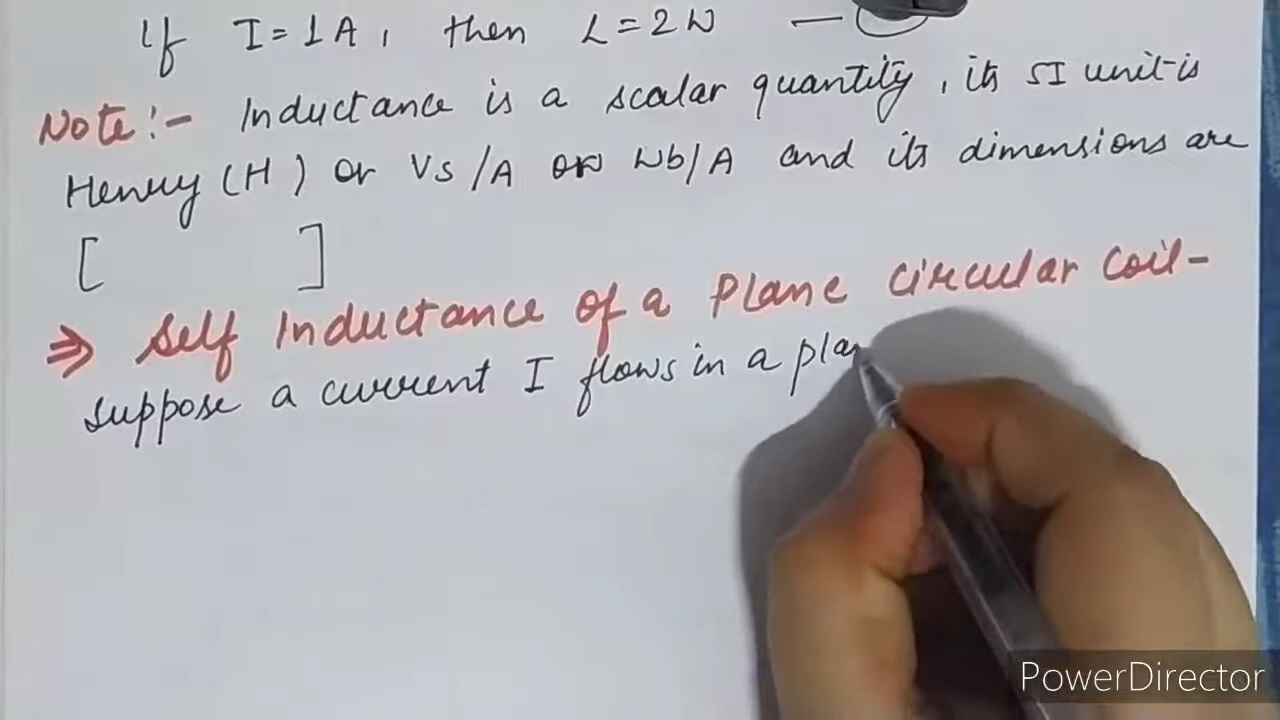 If I = 1A, then L = 2W —
Note:- Inductance is a scalar quantity, its SI unit is
Henry (H) or Vs/A or Wb/A and its dimensions are
[ ]
⇒ Self Inductance of a Plane Circular Coil-
suppose a current I flows in a plan
PowerDirector